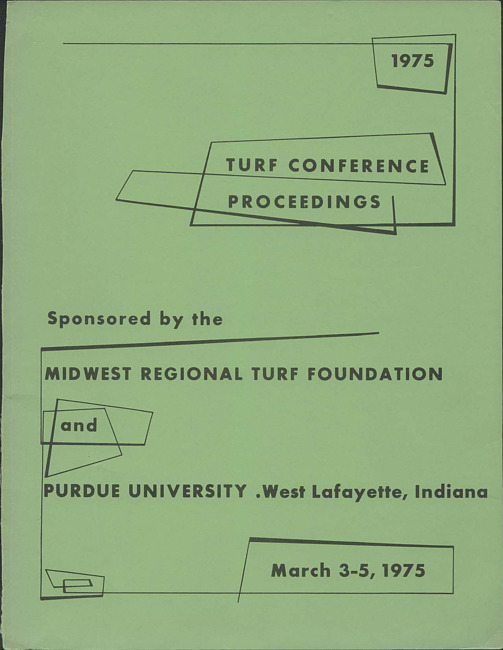 1975
TURF CONFERENCE
PROCEEDINGS
Sponsored by the
MIDWEST REGIONAL TURF FOUNDATION
and
PURDUE UNIVERSITY .West Lafayette, Indiana
March 3-5, 1975